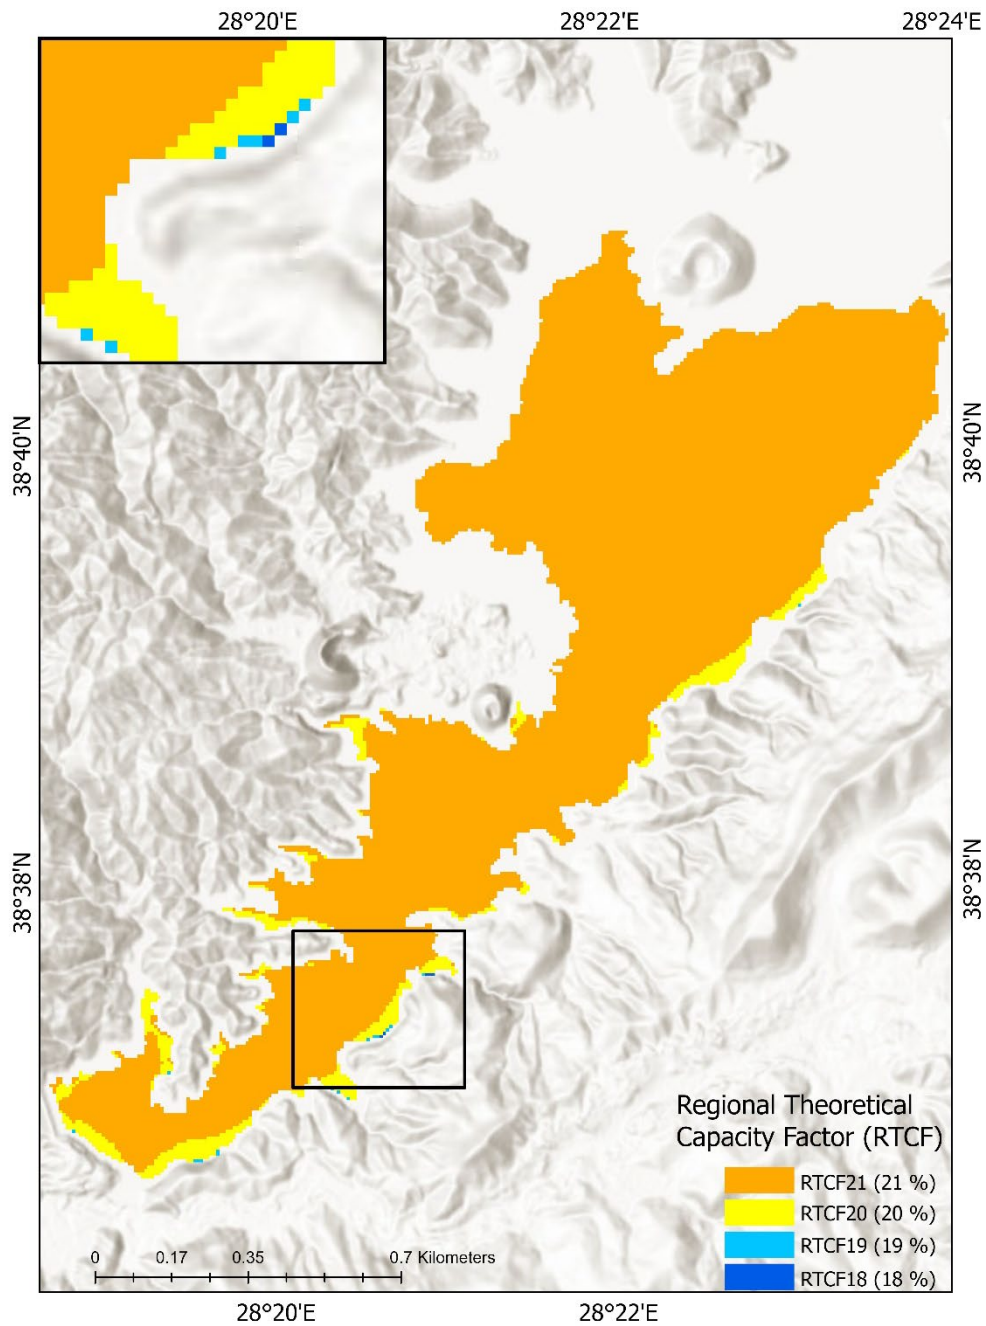 28°20'E 28°22'E 28°24'E
38°40'N 38°40'N
38°38'N 38°38'N
Regional Theoretical
Capacity Factor (RTCF)
RTCF21 (21 %)
RTCF20 (20 %)
RTCF19 (19 %)
RTCF18 (18 %)
0 0.17 0.35 0.7 Kilometers
28°20'E 28°22'E